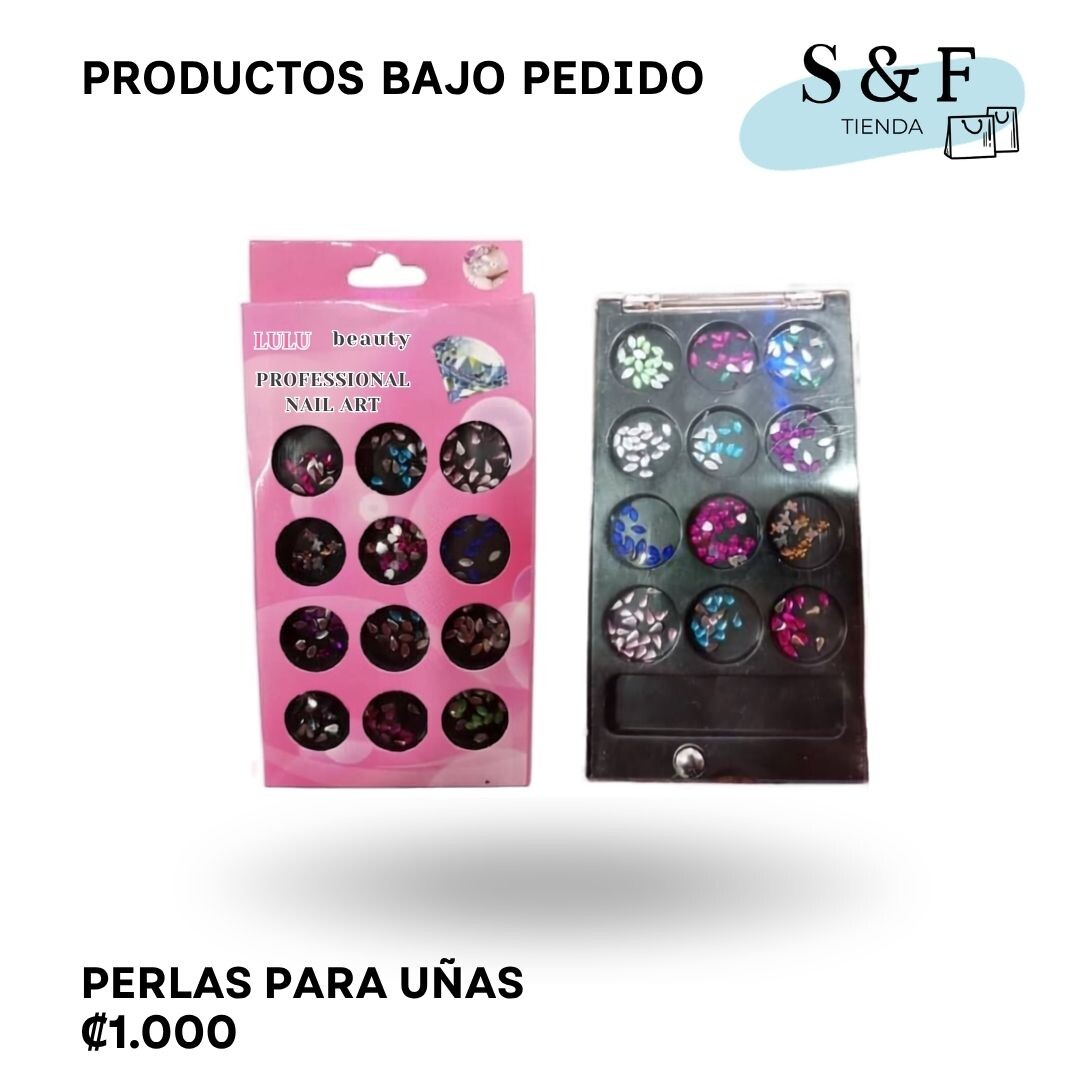 PRODUCTOS BAJO PEDIDO
S & F
TIENDA
LULU beauty
PROFESSIONAL
NAIL ART
PERLAS PARA UÑAS
₡1.000